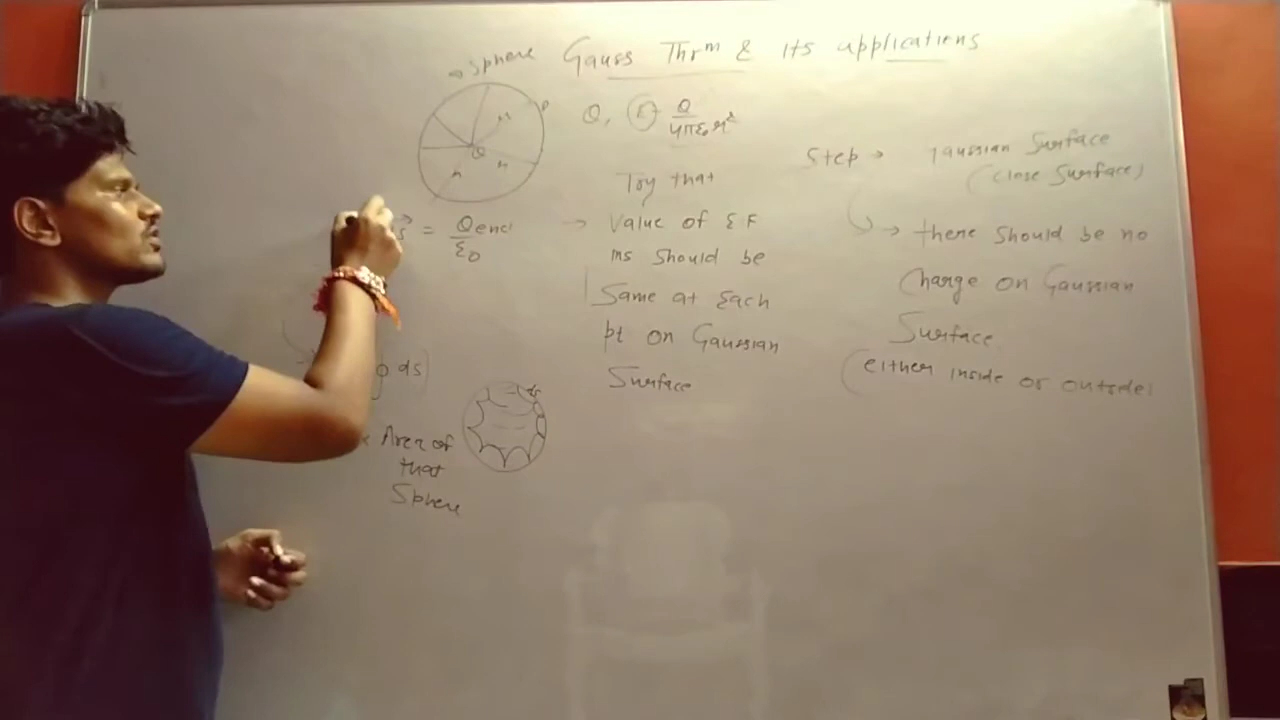 Gauss Thrm & its applications
→ Sphere
Q, E → Q / 4πε₀r²
r
r
r
Q
Try that
→ Value of E F
ms should be
Same at Each
pt on Gaussian
Surface
s⃗ = Qencl / ε₀
ds
ds
Area of
that
Sphere
Step → Gaussian Surface
(close Surface)
→ there should be no
Charge on Gaussian
Surface
(either inside or outside)